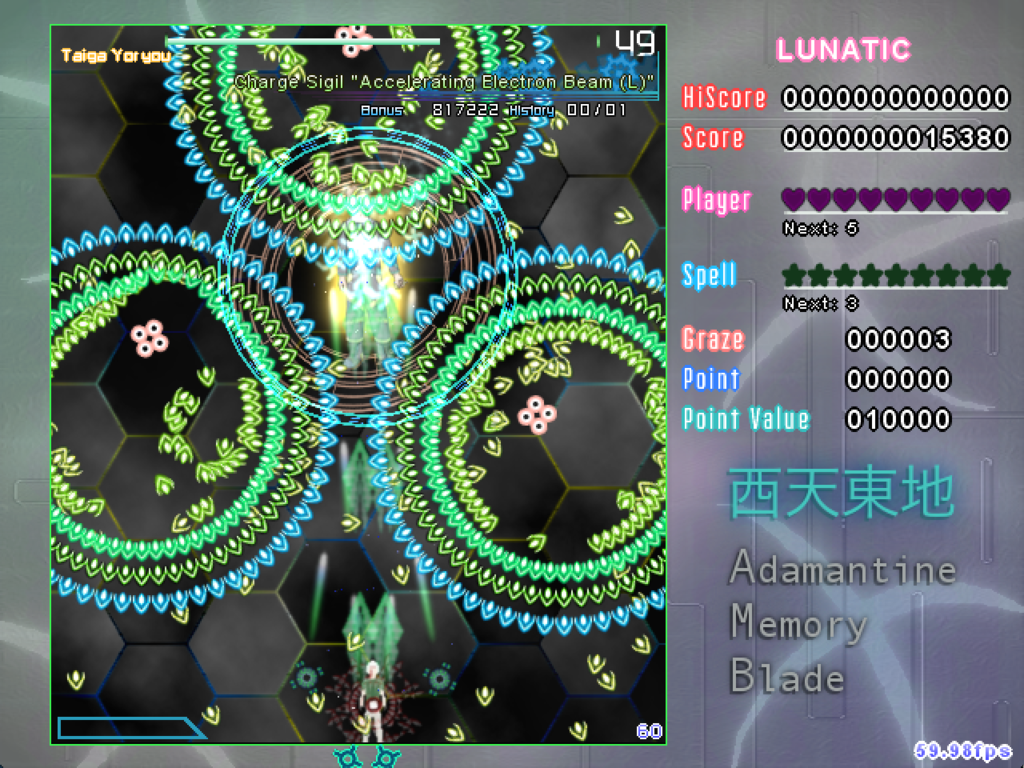 Taiga Yoryou
49
Charge Sigil "Accelerating Electron Beam (L)"
Bonus 817222 History 00/01
60
LUNATIC
HiScore 0000000000000
Score 0000000015380
Player
Next: 5
Spell
Next: 3
Graze 000003
Point 000000
Point Value 010000
西天東地
Adamantine
Memory
Blade
59.98fps